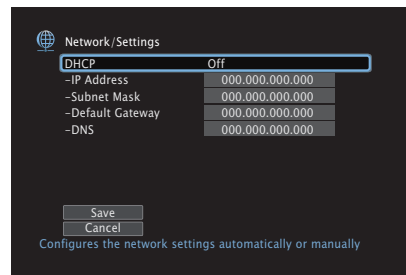 Network/Settings
DHCP Off
-IP Address 000.000.000.000
-Subnet Mask 000.000.000.000
-Default Gateway 000.000.000.000
-DNS 000.000.000.000
Save
Cancel
Configures the network settings automatically or manually